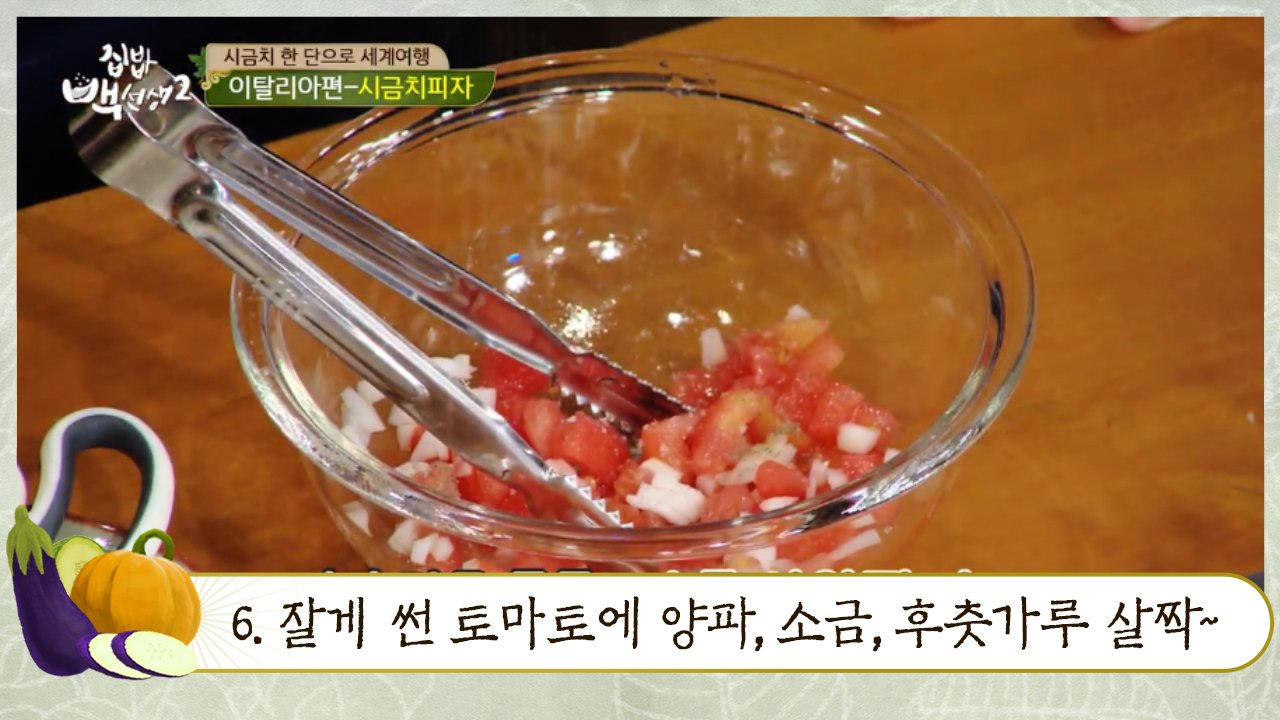 집밥
백선생2
시금치 한 단으로 세계여행
이탈리아편-시금치피자
6. 잘게 썬 토마토에 양파, 소금, 후춧가루 살짝~